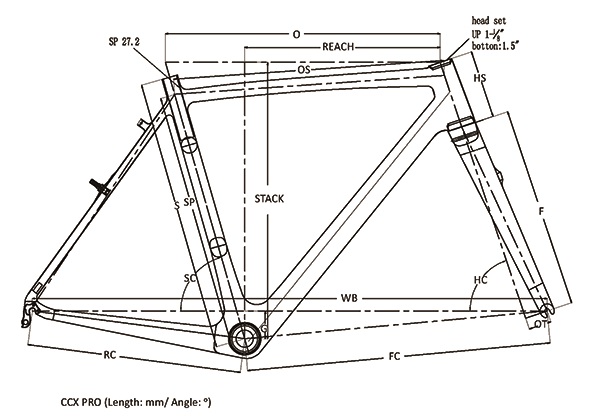 O
head set
UP 1-⅛"
botton:1.5"
SP 27.2
REACH
OS
HS
STACK
S
SP
F
SC
HC
WB
G
OT
RC
FC
CCX PRO (Length: mm/ Angle: º)